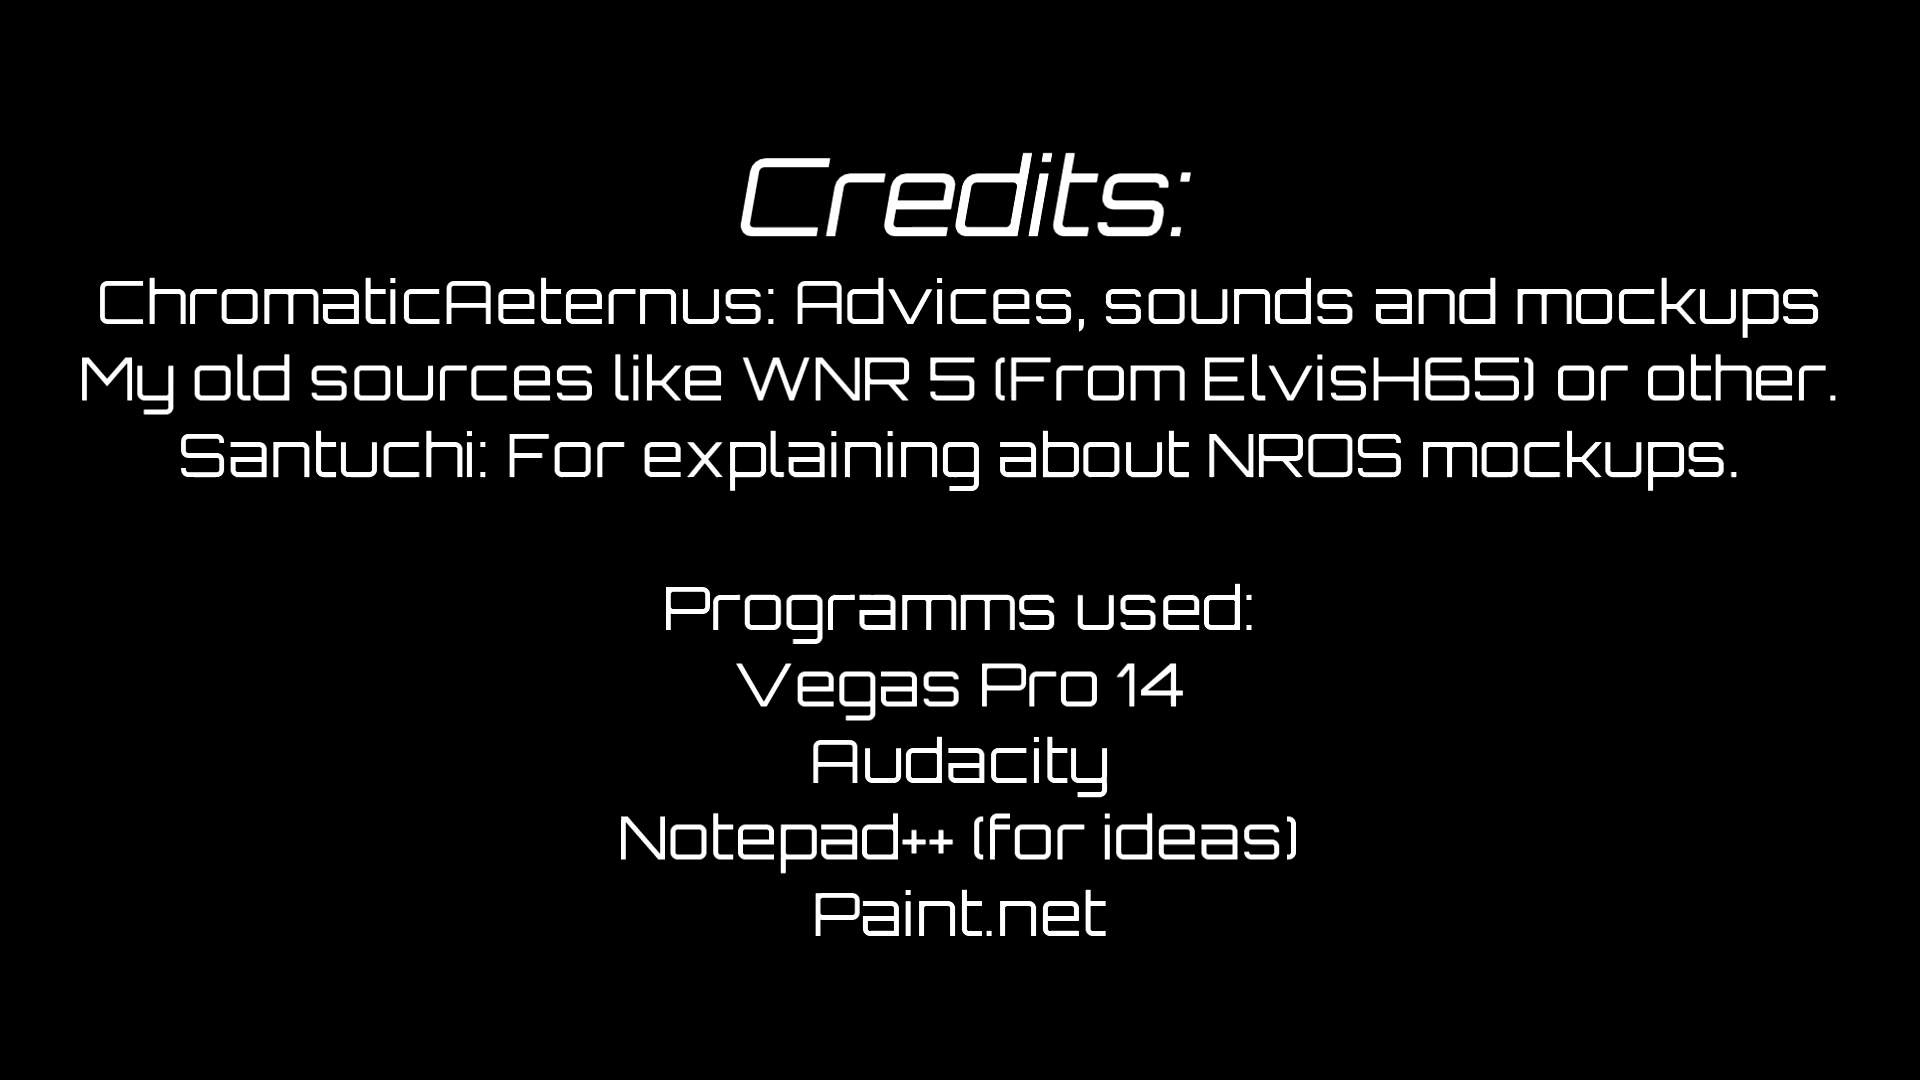 Credits:
ChromaticAeternus: Advices, sounds and mockups
My old sources like WNR 5 (From ElvisH65) or other.
Santuchi: For explaining about NROS mockups.
Programms used:
Vegas Pro 14
Audacity
Notepad++ (for ideas)
Paint.net